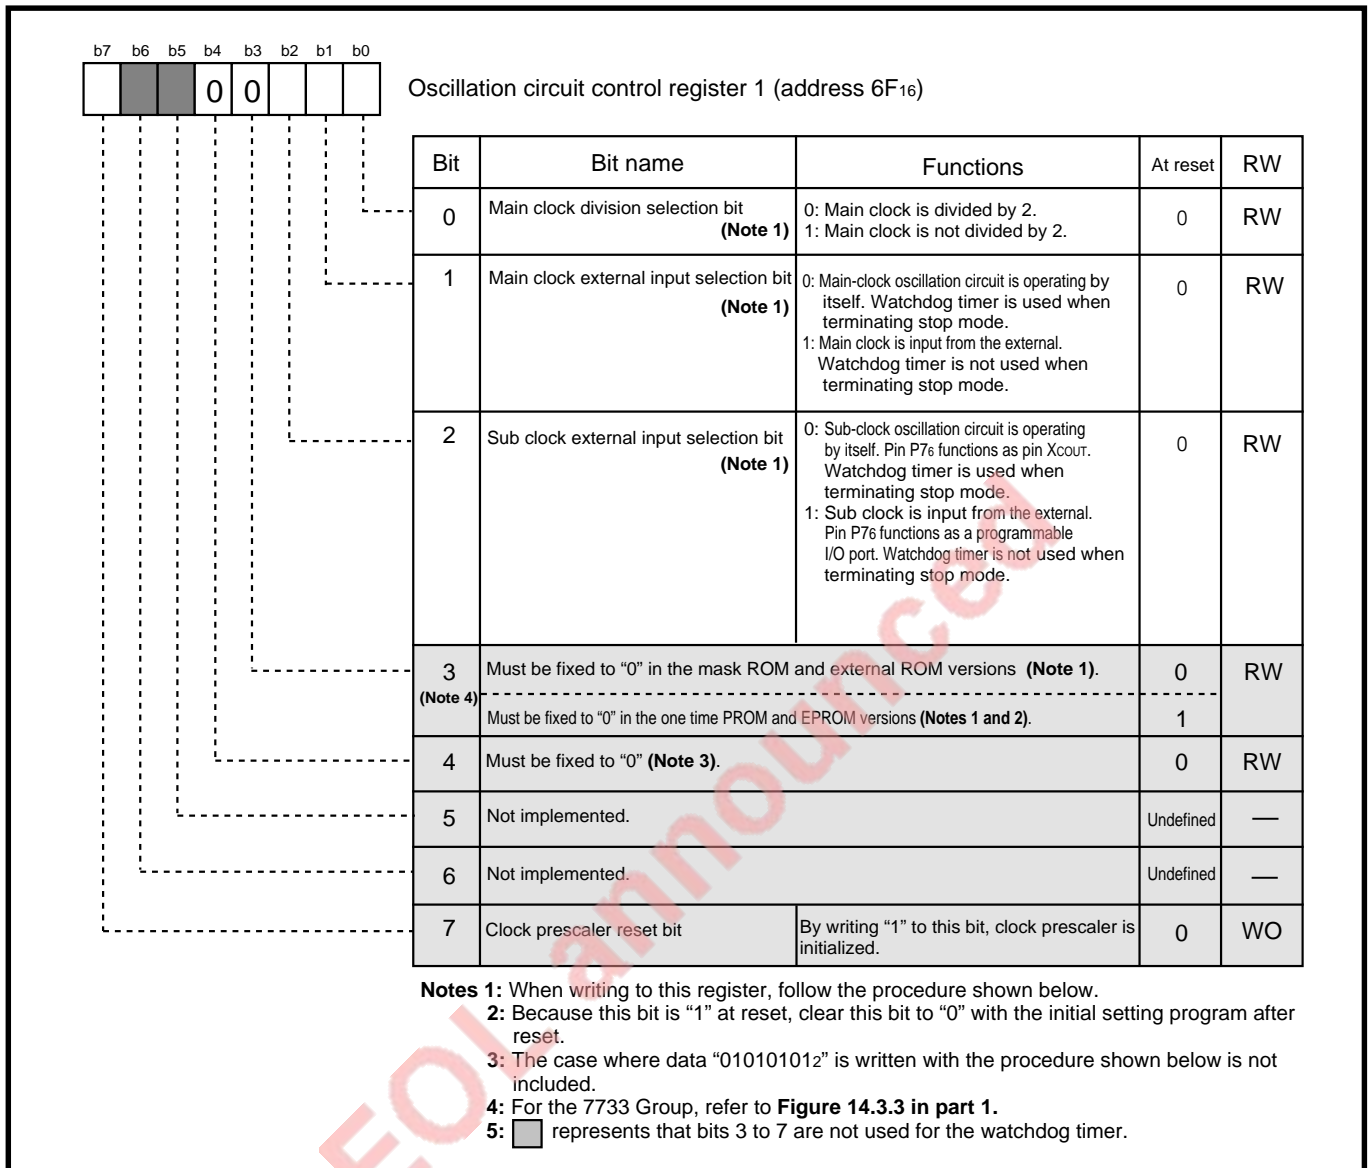 b7 b6 b5 b4 b3 b2 b1 b0
0 0
Oscillation circuit control register 1 (address 6F16)
Bit Bit name Functions At reset RW
0 Main clock division selection bit (Note 1) 0: Main clock is divided by 2. 0 RW
1: Main clock is not divided by 2.
1 Main clock external input selection bit (Note 1) 0: Main-clock oscillation circuit is operating by 0 RW
itself. Watchdog timer is used when
terminating stop mode.
1: Main clock is input from the external.
Watchdog timer is not used when
terminating stop mode.
2 Sub clock external input selection bit (Note 1) 0: Sub-clock oscillation circuit is operating 0 RW
by itself. Pin P76 functions as pin XCOUT.
Watchdog timer is used when
terminating stop mode.
1: Sub clock is input from the external.
Pin P76 functions as a programmable
I/O port. Watchdog timer is not used when
terminating stop mode.
3 Must be fixed to “0” in the mask ROM and external ROM versions (Note 1). 0 RW
(Note 4)
Must be fixed to “0” in the one time PROM and EPROM versions (Notes 1 and 2). 1
4 Must be fixed to “0” (Note 3). 0 RW
5 Not implemented. Undefined —
6 Not implemented. Undefined —
7 Clock prescaler reset bit By writing “1” to this bit, clock prescaler is 0 WO
initialized.
Notes 1: When writing to this register, follow the procedure shown below.
2: Because this bit is “1” at reset, clear this bit to “0” with the initial setting program after
reset.
3: The case where data “010101012” is written with the procedure shown below is not
included.
4: For the 7733 Group, refer to Figure 14.3.3 in part 1.
5: represents that bits 3 to 7 are not used for the watchdog timer.
EOL announced